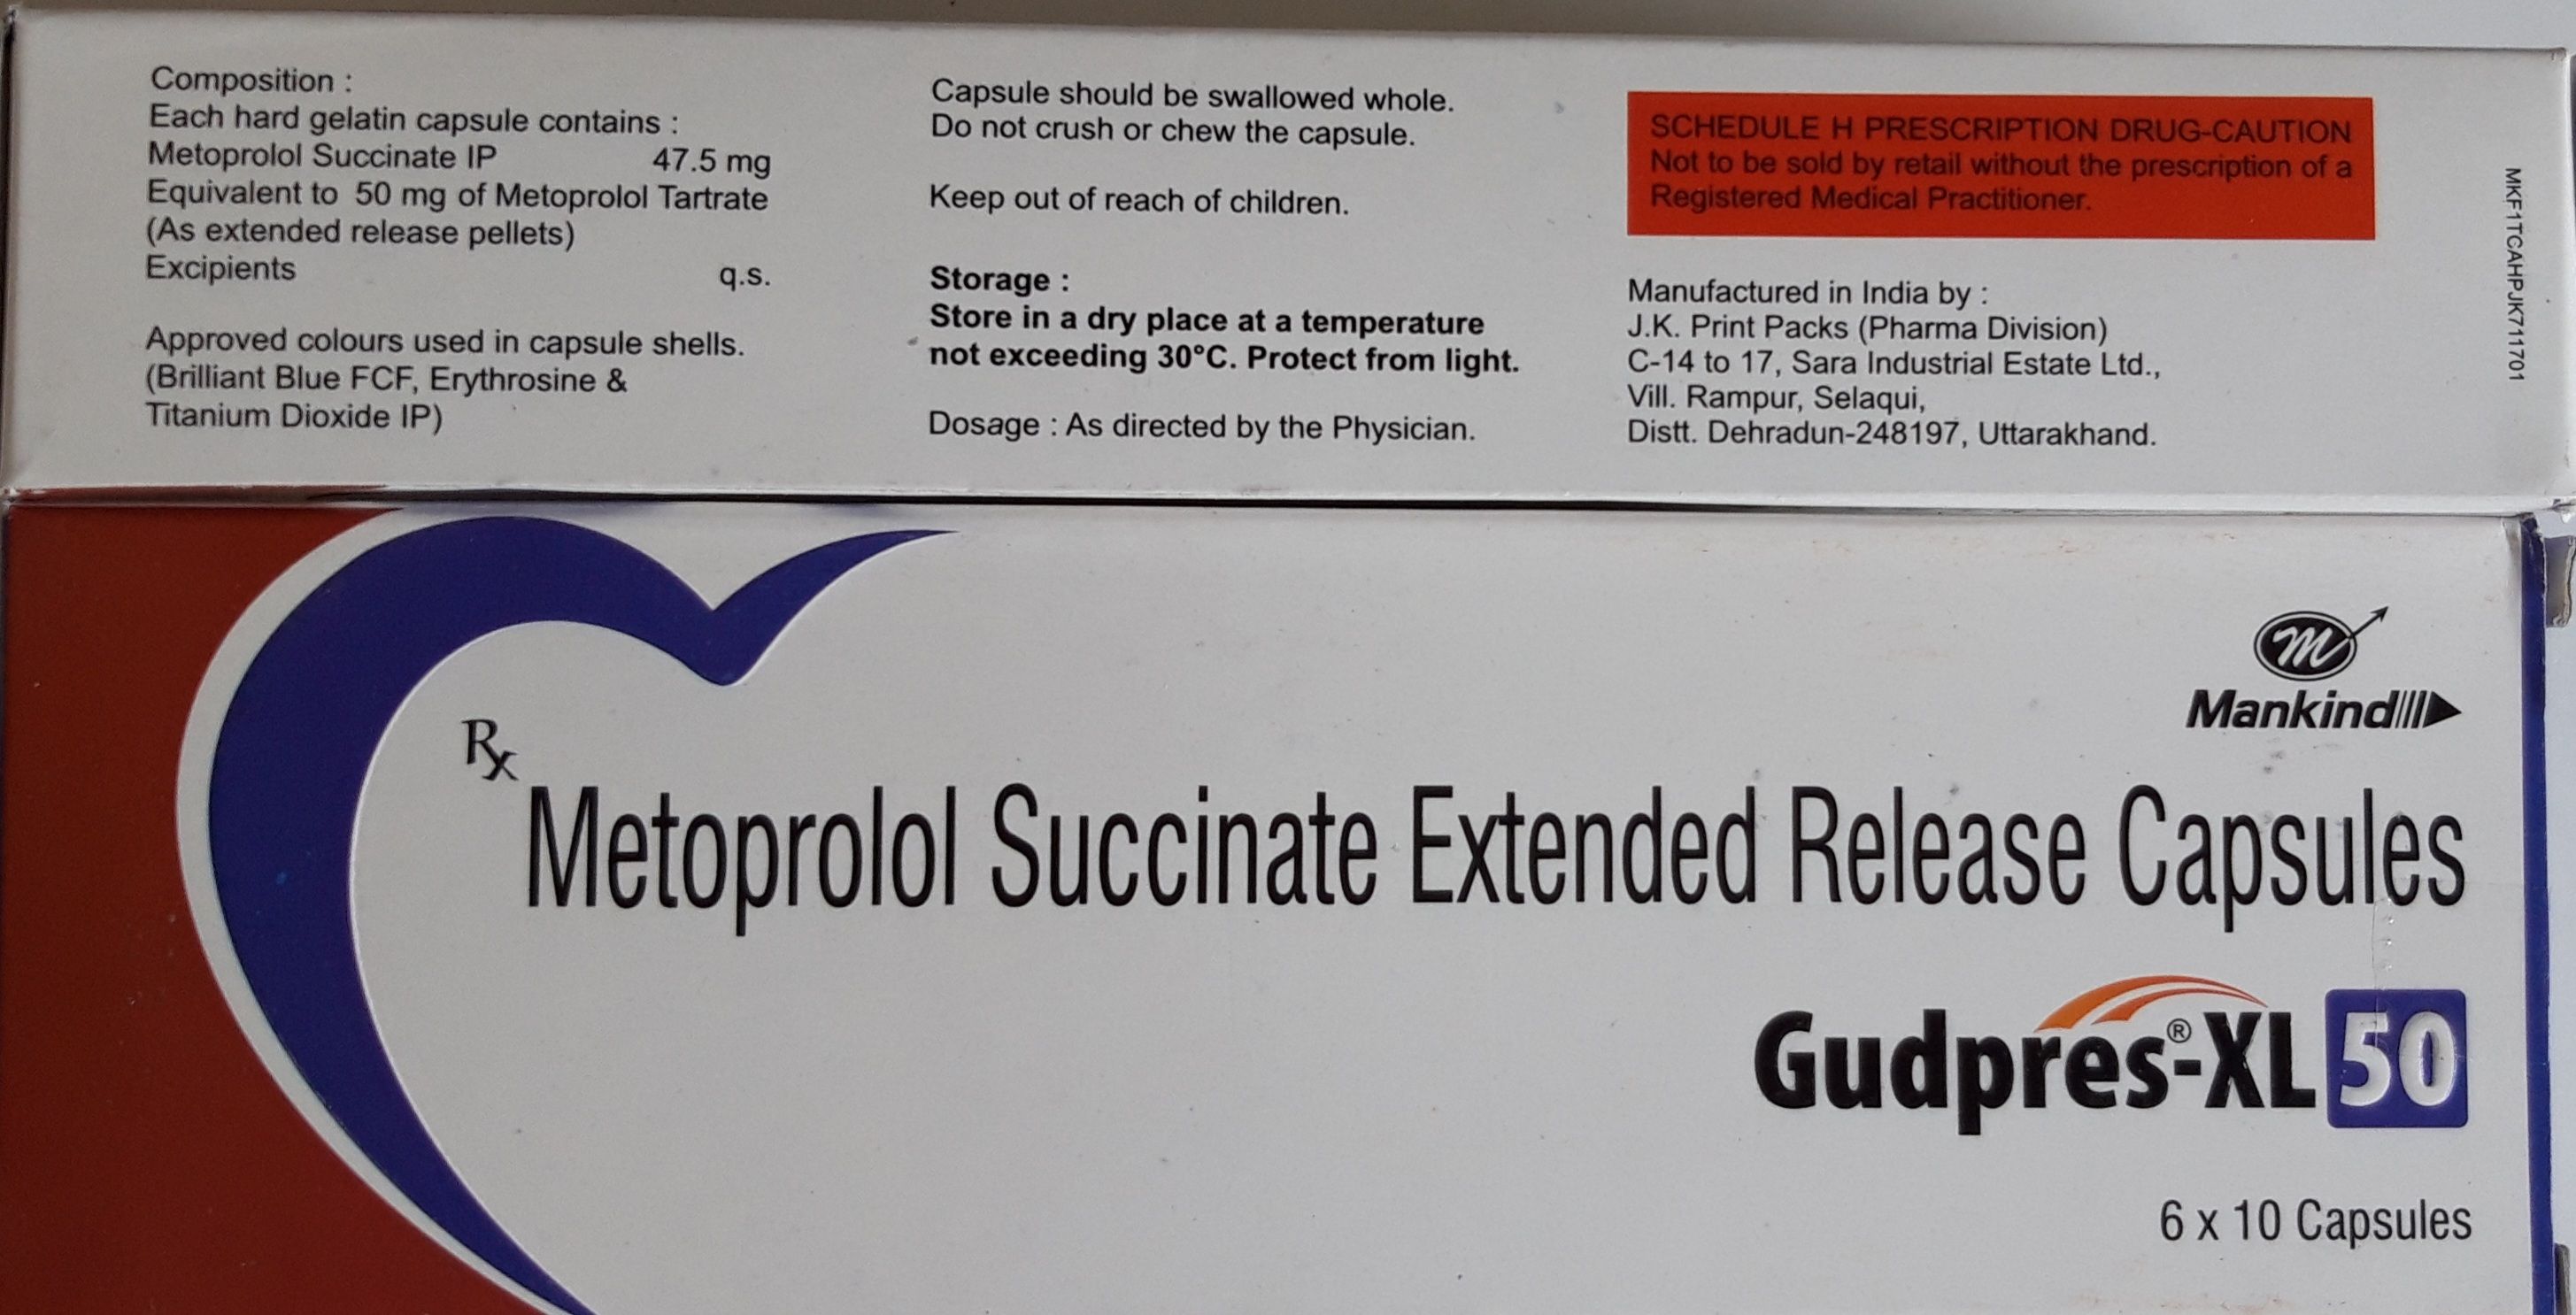 Composition :
Each hard gelatin capsule contains :
Metoprolol Succinate IP 47.5 mg
Equivalent to 50 mg of Metoprolol Tartrate
(As extended release pellets)
Excipients q.s.
Approved colours used in capsule shells.
(Brilliant Blue FCF, Erythrosine &
Titanium Dioxide IP)
Capsule should be swallowed whole.
Do not crush or chew the capsule.
Keep out of reach of children.
Storage :
Store in a dry place at a temperature
not exceeding 30°C. Protect from light.
Dosage : As directed by the Physician.
SCHEDULE H PRESCRIPTION DRUG-CAUTION
Not to be sold by retail without the prescription of a
Registered Medical Practitioner.
Manufactured in India by :
J.K. Print Packs (Pharma Division)
C-14 to 17, Sara Industrial Estate Ltd.,
Vill. Rampur, Selaqui,
Distt. Dehradun-248197, Uttarakhand.
MKF1TCAHPJK711701
m
Mankind
Rx
Metoprolol Succinate Extended Release Capsules
Gudpres®-XL 50
6 x 10 Capsules